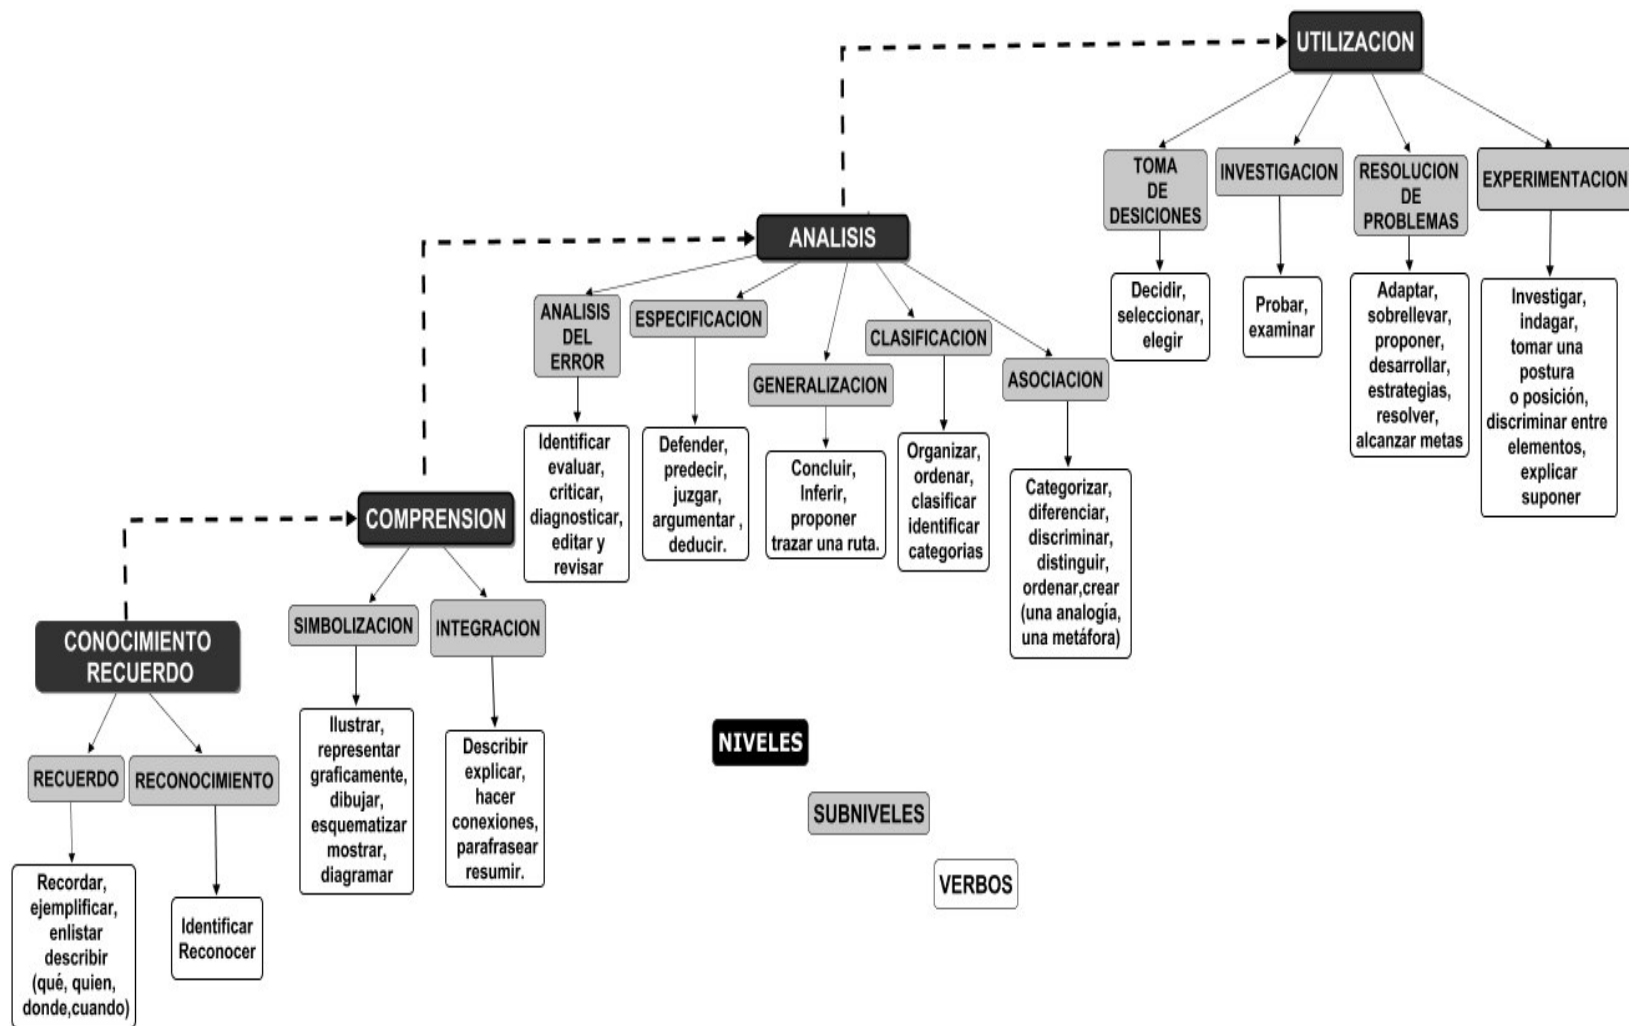 UTILIZACION
TOMA
DE
DESICIONES
INVESTIGACION
RESOLUCION
DE
PROBLEMAS
EXPERIMENTACION
Decidir,
seleccionar,
elegir
Probar,
examinar
Adaptar,
sobrellevar,
proponer,
desarrollar,
estrategias,
resolver,
alcanzar metas
Investigar,
indagar,
tomar una
postura
o posición,
discriminar entre
elementos,
explicar
suponer
ANALISIS
ANALISIS
DEL
ERROR
ESPECIFICACION
GENERALIZACION
CLASIFICACION
ASOCIACION
Identificar
evaluar,
criticar,
diagnosticar,
editar y
revisar
Defender,
predecir,
juzgar,
argumentar ,
deducir.
Concluir,
Inferir,
proponer
trazar una ruta.
Organizar,
ordenar,
clasificar
identificar
categorias
Categorizar,
diferenciar,
discriminar,
distinguir,
ordenar,crear
(una analogía,
una metáfora)
COMPRENSION
SIMBOLIZACION
INTEGRACION
Ilustrar,
representar
graficamente,
dibujar,
esquematizar
mostrar,
diagramar
Describir
explicar,
hacer
conexiones,
parafrasear
resumir.
CONOCIMIENTO
RECUERDO
RECUERDO
RECONOCIMIENTO
Recordar,
ejemplificar,
enlistar
describir
(qué, quien,
donde,cuando)
Identificar
Reconocer
NIVELES
SUBNIVELES
VERBOS